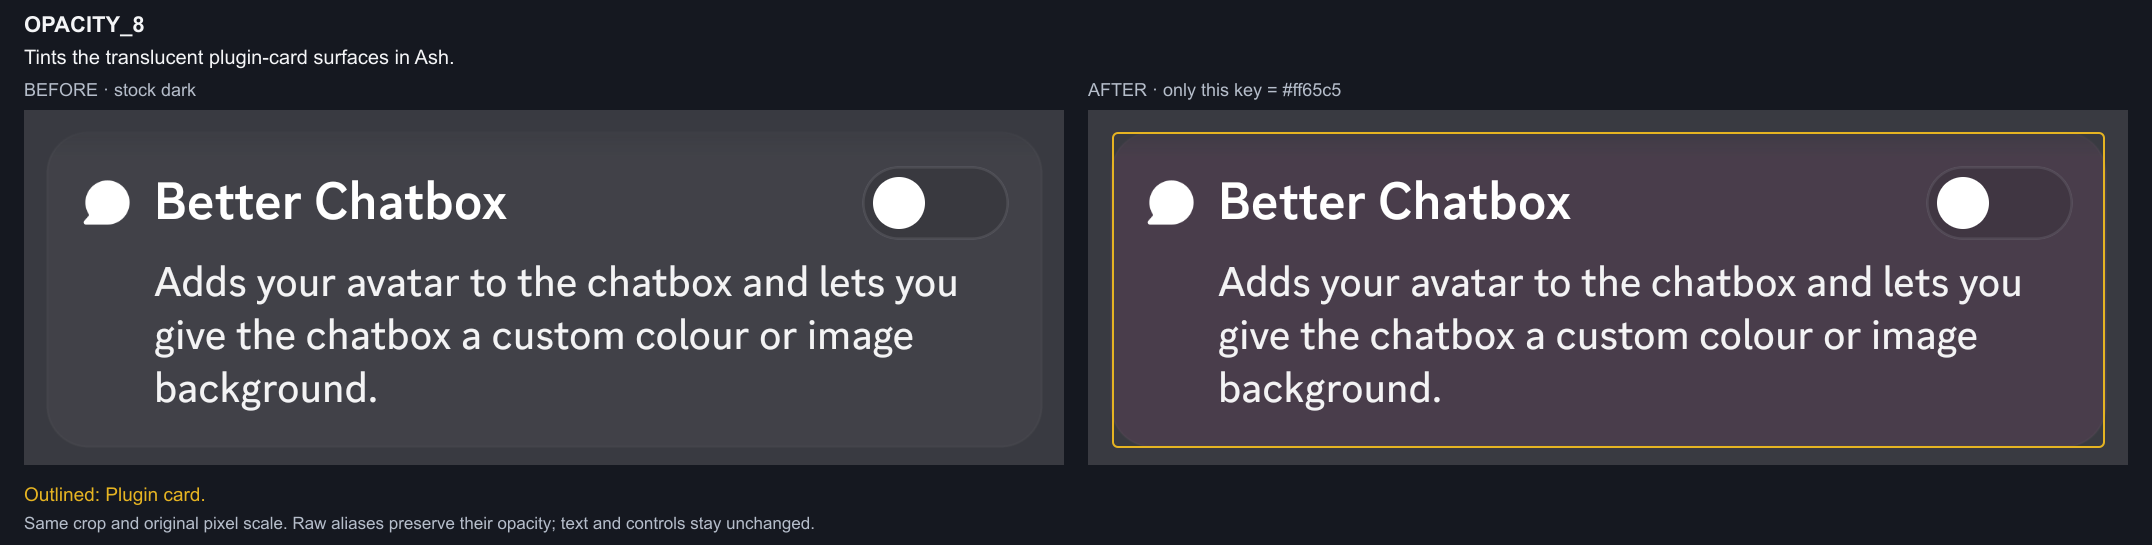 OPACITY_8
Tints the translucent plugin-card surfaces in Ash.
BEFORE · stock dark
Better Chatbox
Adds your avatar to the chatbox and lets you
give the chatbox a custom colour or image
background.
AFTER · only this key = #ff65c5
Better Chatbox
Adds your avatar to the chatbox and lets you
give the chatbox a custom colour or image
background.
Outlined: Plugin card.
Same crop and original pixel scale. Raw aliases preserve their opacity; text and controls stay unchanged.